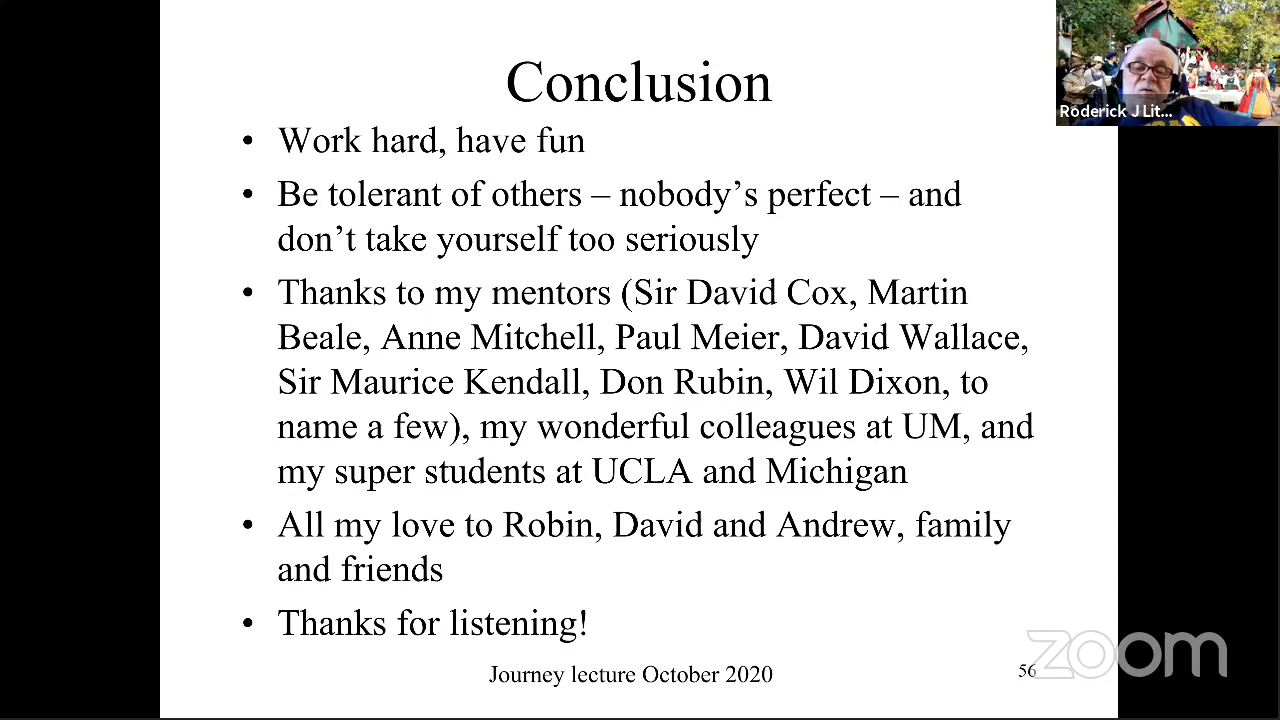 Conclusion
• Work hard, have fun
• Be tolerant of others – nobody’s perfect – and
don’t take yourself too seriously
• Thanks to my mentors (Sir David Cox, Martin
Beale, Anne Mitchell, Paul Meier, David Wallace,
Sir Maurice Kendall, Don Rubin, Wil Dixon, to
name a few), my wonderful colleagues at UM, and
my super students at UCLA and Michigan
• All my love to Robin, David and Andrew, family
and friends
• Thanks for listening!
Journey lecture October 2020
56
Roderick J Lit...
zoom